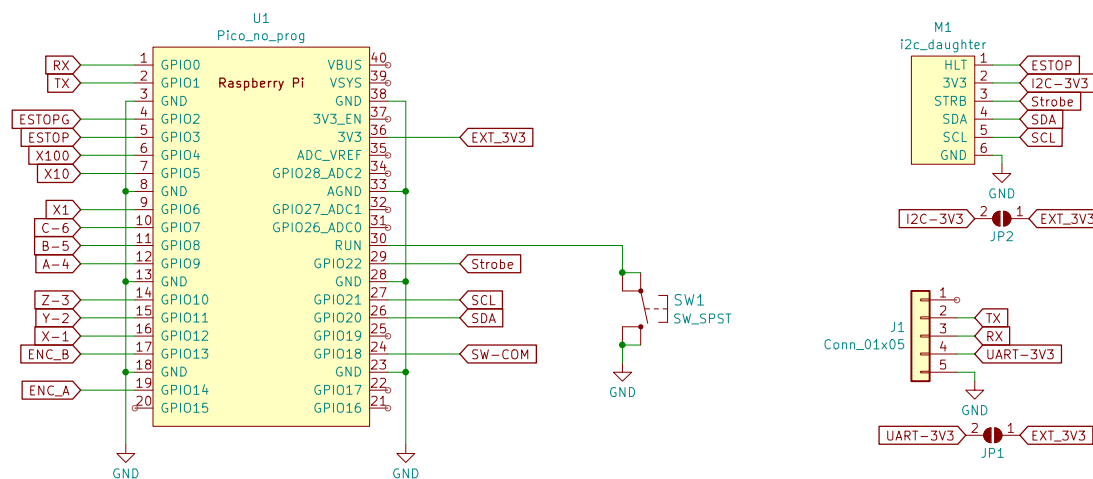 U1
Pico_no_prog
Raspberry Pi
RX 1 GPIO0
TX 2 GPIO1
3 GND
ESTOPG 4 GPIO2
ESTOP 5 GPIO3
X100 6 GPIO4
X10 7 GPIO5
8 GND
X1 9 GPIO6
C-6 10 GPIO7
B-5 11 GPIO8
A-4 12 GPIO9
13 GND
Z-3 14 GPIO10
Y-2 15 GPIO11
X-1 16 GPIO12
ENC_B 17 GPIO13
18 GND
ENC_A 19 GPIO14
20 GPIO15
VBUS 40
VSYS 39
GND 38
3V3_EN 37
3V3 36 EXT_3V3
ADC_VREF 35
GPIO28_ADC2 34
AGND 33
GPIO27_ADC1 32
GPIO26_ADC0 31
RUN 30
GPIO22 29 Strobe
GND 28
GPIO21 27 SCL
GPIO20 26 SDA
GPIO19 25
GPIO18 24 SW-COM
GND 23
GPIO17 22
GPIO16 21
GND
GND
SW1
SW_SPST
GND
M1
i2c_daughter
HLT 1 ESTOP
3V3 2 I2C-3V3
STRB 3 Strobe
SDA 4 SDA
SCL 5 SCL
GND 6
GND
I2C-3V3 2 1 EXT_3V3
JP2
J1
Conn_01x05
1
2 TX
3 RX
4 UART-3V3
5
GND
UART-3V3 2 1 EXT_3V3
JP1